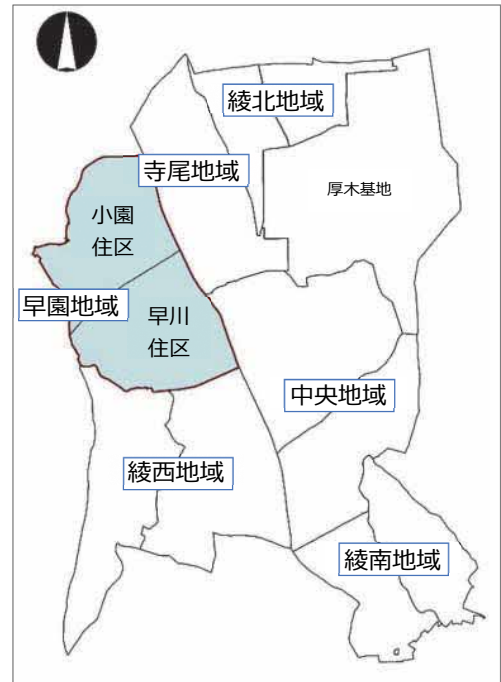 綾北地域
寺尾地域
厚木基地
小園
住区
早園地域
早川
住区
中央地域
綾西地域
綾南地域